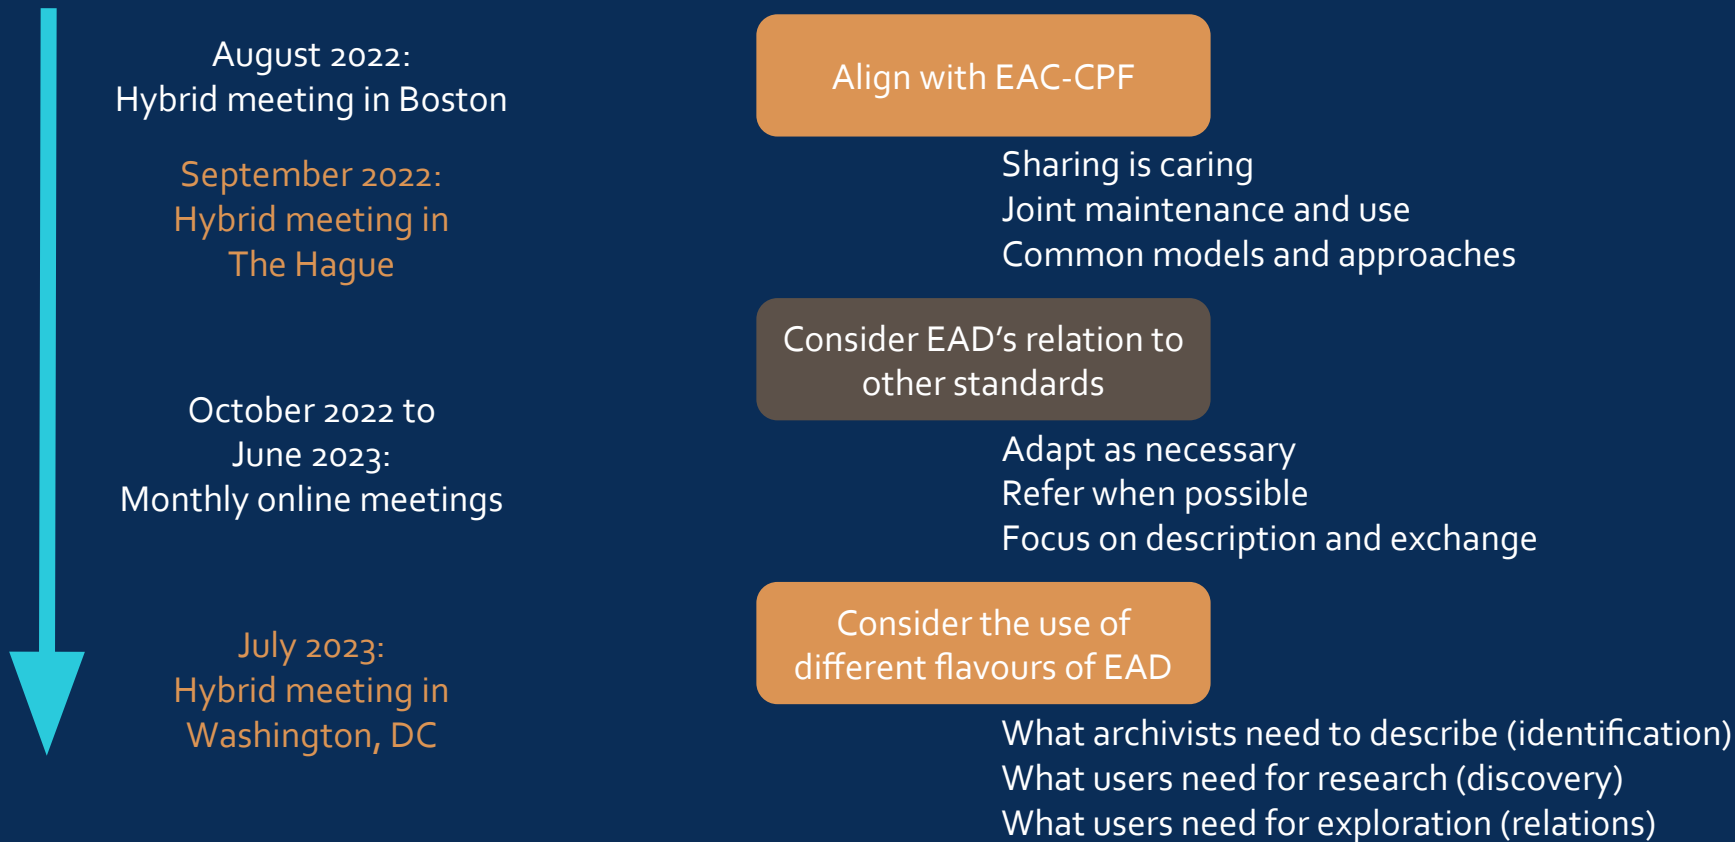 August 2022:
Hybrid meeting in Boston
September 2022:
Hybrid meeting in
The Hague
October 2022 to
June 2023:
Monthly online meetings
July 2023:
Hybrid meeting in
Washington, DC
Align with EAC-CPF
Sharing is caring
Joint maintenance and use
Common models and approaches
Consider EAD’s relation to
other standards
Adapt as necessary
Refer when possible
Focus on description and exchange
Consider the use of
different flavours of EAD
What archivists need to describe (identification)
What users need for research (discovery)
What users need for exploration (relations)